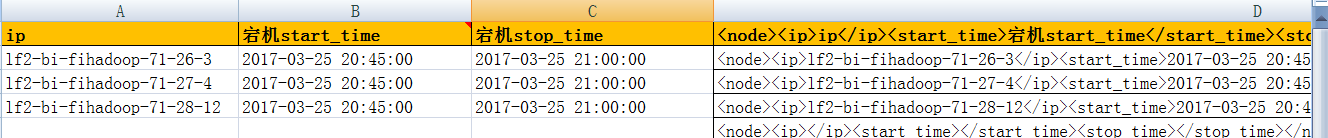 A B C D
ip 宕机start_time 宕机stop_time <node><ip>ip</ip><start_time>宕机start_time</start_time><sto
lf2-bi-fihadoop-71-26-3 2017-03-25 20:45:00 2017-03-25 21:00:00 <node><ip>lf2-bi-fihadoop-71-26-3</ip><start_time>2017-03-25 20:45
lf2-bi-fihadoop-71-27-4 2017-03-25 20:45:00 2017-03-25 21:00:00 <node><ip>lf2-bi-fihadoop-71-27-4</ip><start_time>2017-03-25 20:45
lf2-bi-fihadoop-71-28-12 2017-03-25 20:45:00 2017-03-25 21:00:00 <node><ip>lf2-bi-fihadoop-71-28-12</ip><start_time>2017-03-25 20:4
<node><ip></ip><start_time></start_time><stop_time></stop_time></n